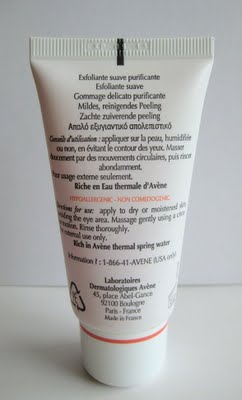 Exfoliante suave purificante
Esfoliante suave
Gommage delicato purificante
Mildes, reinigendes Peeling
Zachte zuiverende peeling
Απαλό εξυγιαντικό απολεπιστικό
Conseils d'utilisation : appliquer sur la peau, humidifiée
ou non, en évitant le contour des yeux. Masser
doucement par des mouvements circulaires, puis rincer
abondamment.
Pour usage externe seulement.
Riche en Eau thermale d'Avène
HYPOALLERGENIC - NON COMEDOGENIC
Directions for use: apply to dry or moistened skin,
avoiding the eye area. Massage gently using a circular
motion. Rinse thoroughly.
External use only.
Rich in Avène thermal spring water
Information ?: 1-866-41-AVENE (USA only)
Laboratoires
Dermatologiques Avène
45, place Abel-Gance
92100 Boulogne
Paris - France
Made in France